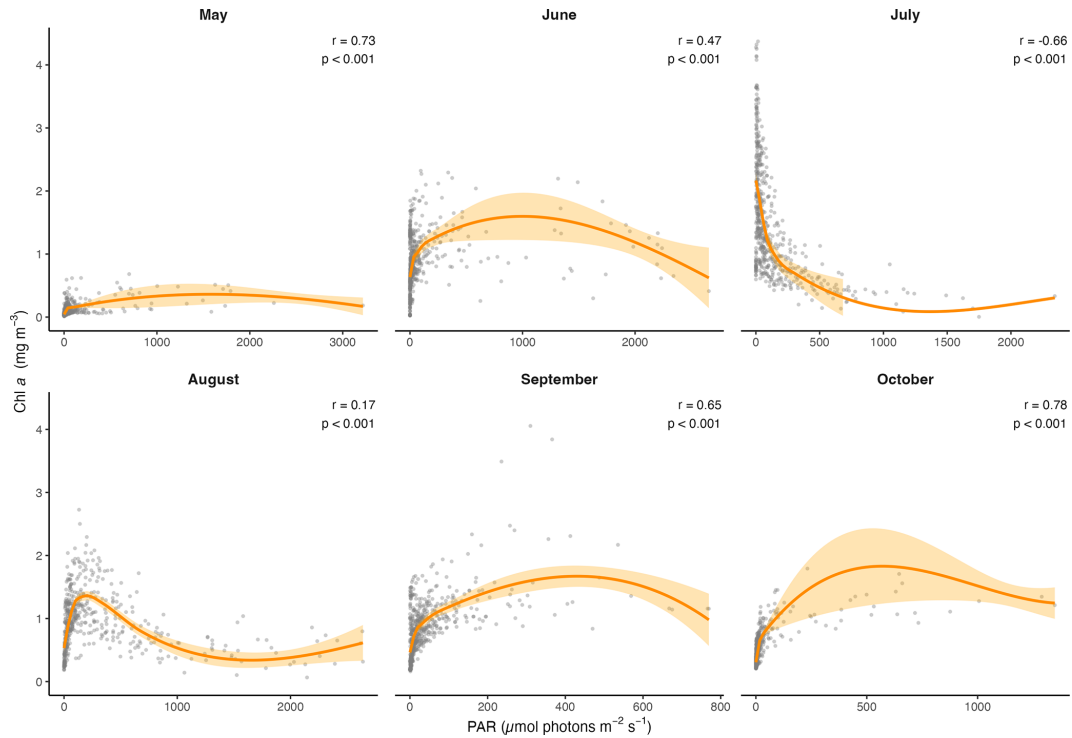 May
June
July
r = 0.73
p < 0.001
r = 0.47
p < 0.001
r = -0.66
p < 0.001
4
3
2
1
0
0 1000 2000 3000
0 1000 2000
0 500 1000 1500 2000
Chl a (mg m⁻³)
August
September
October
r = 0.17
p < 0.001
r = 0.65
p < 0.001
r = 0.78
p < 0.001
4
3
2
1
0
0 1000 2000
0 200 400 600 800
0 500 1000
PAR (μmol photons m⁻² s⁻¹)